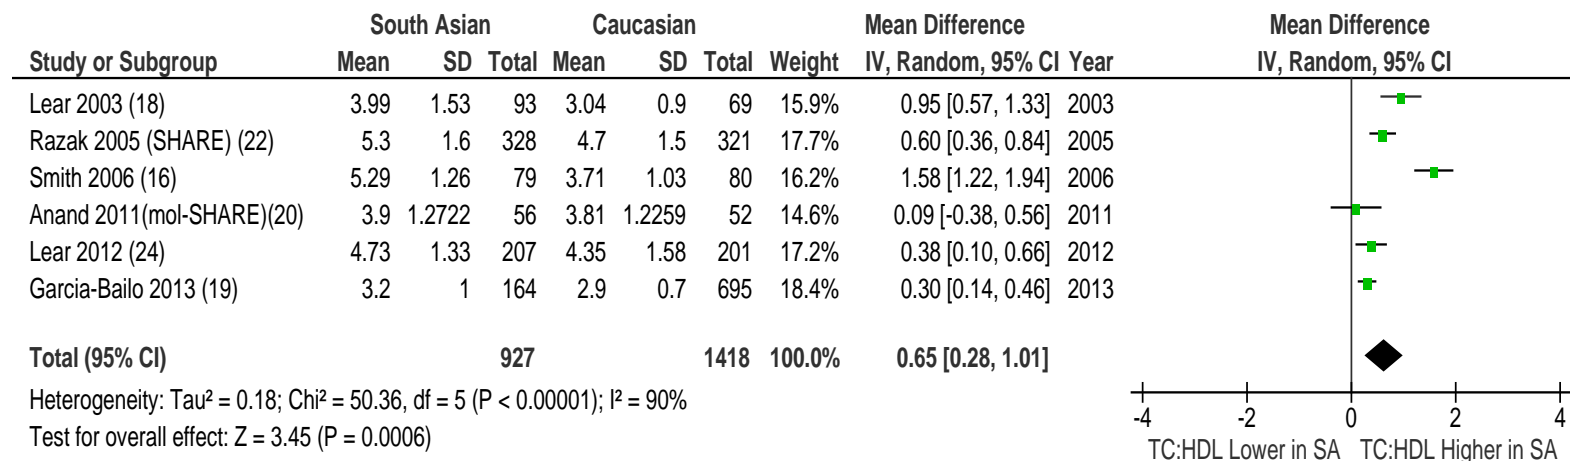 South Asian Caucasian Mean Difference Mean Difference
Study or Subgroup Mean SD Total Mean SD Total Weight IV, Random, 95% CI Year IV, Random, 95% CI
Lear 2003 (18) 3.99 1.53 93 3.04 0.9 69 15.9% 0.95 [0.57, 1.33] 2003
Razak 2005 (SHARE) (22) 5.3 1.6 328 4.7 1.5 321 17.7% 0.60 [0.36, 0.84] 2005
Smith 2006 (16) 5.29 1.26 79 3.71 1.03 80 16.2% 1.58 [1.22, 1.94] 2006
Anand 2011(mol-SHARE)(20) 3.9 1.2722 56 3.81 1.2259 52 14.6% 0.09 [-0.38, 0.56] 2011
Lear 2012 (24) 4.73 1.33 207 4.35 1.58 201 17.2% 0.38 [0.10, 0.66] 2012
Garcia-Bailo 2013 (19) 3.2 1 164 2.9 0.7 695 18.4% 0.30 [0.14, 0.46] 2013
Total (95% CI) 927 1418 100.0% 0.65 [0.28, 1.01]
Heterogeneity: Tau² = 0.18; Chi² = 50.36, df = 5 (P < 0.00001); I² = 90%
Test for overall effect: Z = 3.45 (P = 0.0006)
-4 -2 0 2 4
TC:HDL Lower in SA TC:HDL Higher in SA